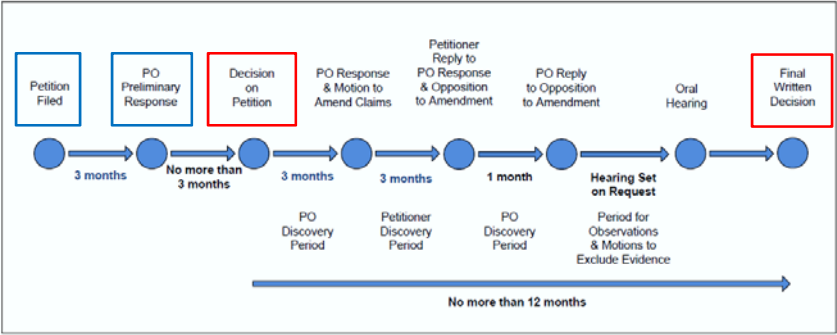 Petition
Filed
PO
Preliminary
Response
Decision
on
Petition
PO Response
& Motion to
Amend Claims
Petitioner
Reply to
PO Response
& Opposition
to Amendment
PO Reply
to Opposition
to Amendment
Oral
Hearing
Final
Written
Decision
3 months
No more than
3 months
3 months
3 months
1 month
Hearing Set
on Request
PO
Discovery
Period
Petitioner
Discovery
Period
PO
Discovery
Period
Period for
Observations
& Motions to
Exclude Evidence
No more than 12 months